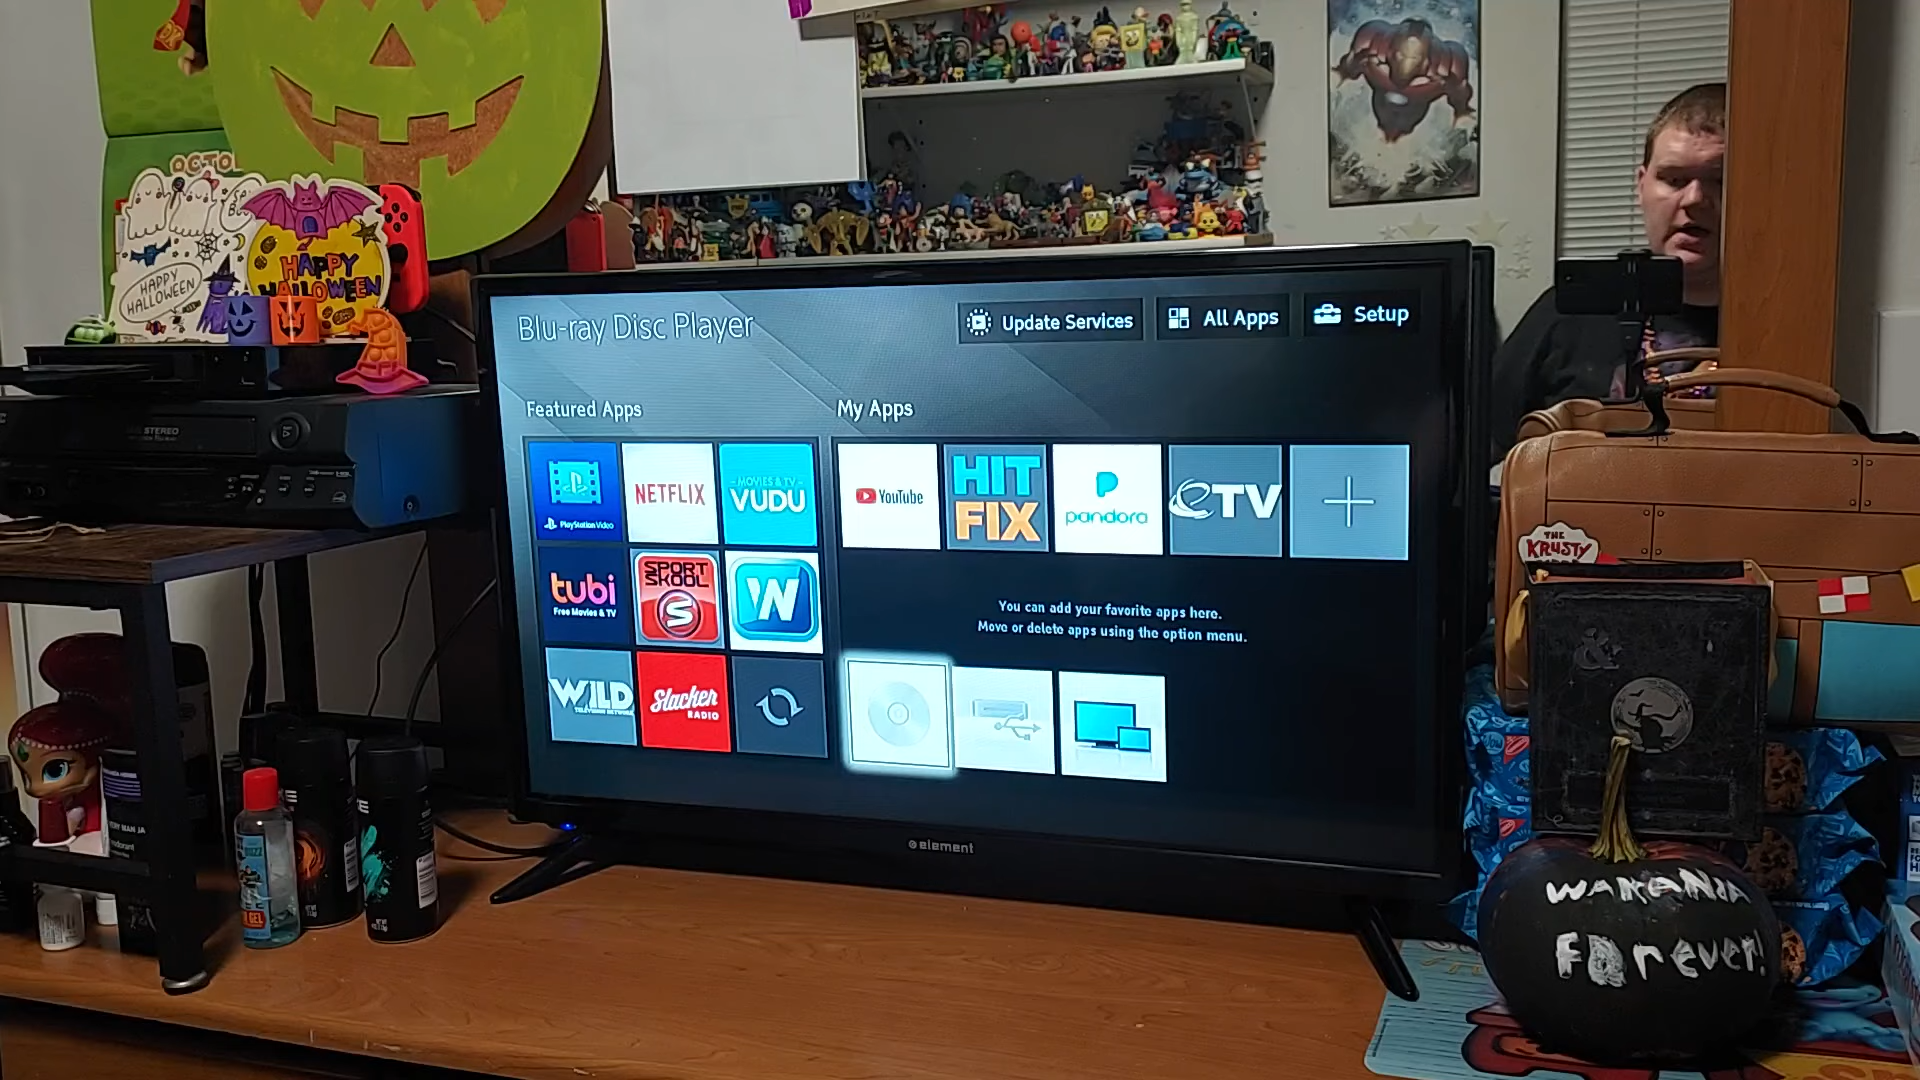 OCTO
HAPPY
HALLOWEEN
HAPPY
HALLOWEEN
STEREO
Blu-ray Disc Player
Update Services
All Apps
Setup
Featured Apps
My Apps
PlayStation Video
NETFLIX
MOVIES & TV
VUDU
YouTube
HIT
FIX
pandora
eTV
tubi
Free Movies & TV
SPORT
SKOOL
S
W
You can add your favorite apps here.
Move or delete apps using the option menu.
WILD
TELEVISION NETWORK
Slacker
RADIO
element
THE
KRUSTY
&
GEL
WAKANDA
Forever!